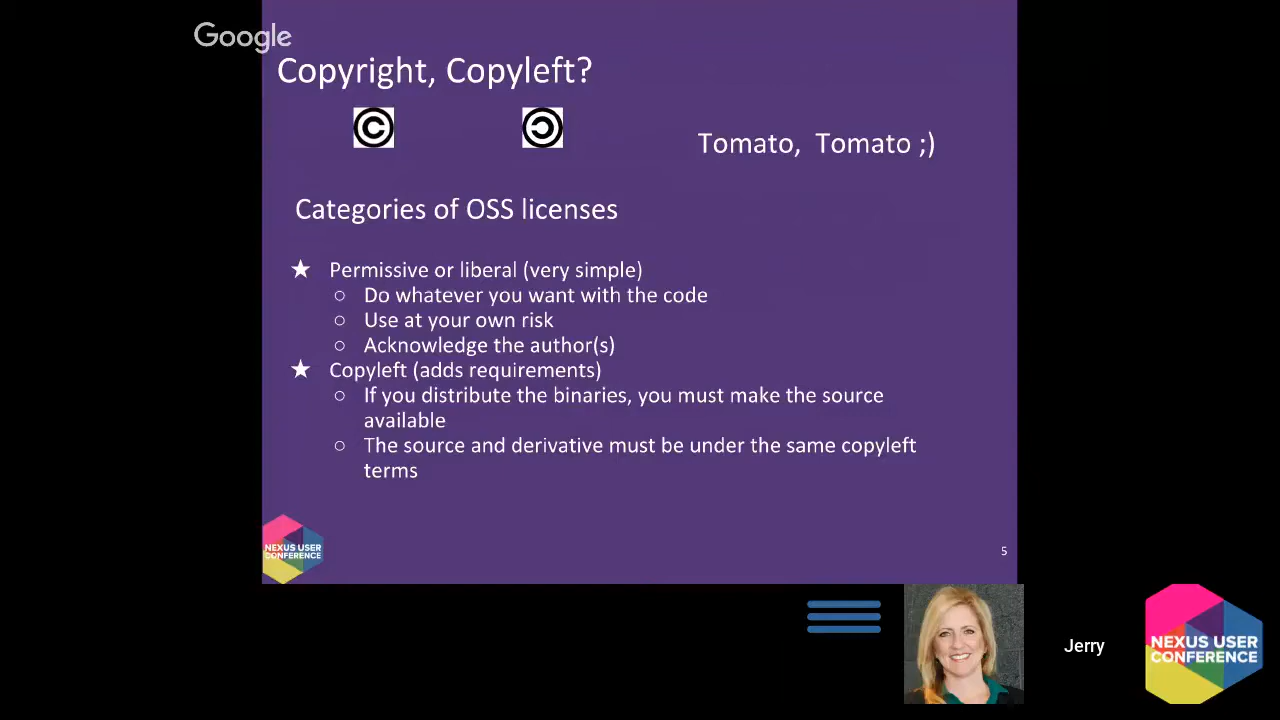 Google
Copyright, Copyleft?
Tomato, Tomato ;)
Categories of OSS licenses
★ Permissive or liberal (very simple)
○ Do whatever you want with the code
○ Use at your own risk
○ Acknowledge the author(s)
★ Copyleft (adds requirements)
○ If you distribute the binaries, you must make the source
available
○ The source and derivative must be under the same copyleft
terms
NEXUS USER
CONFERENCE
5
Jerry
NEXUS USER
CONFERENCE